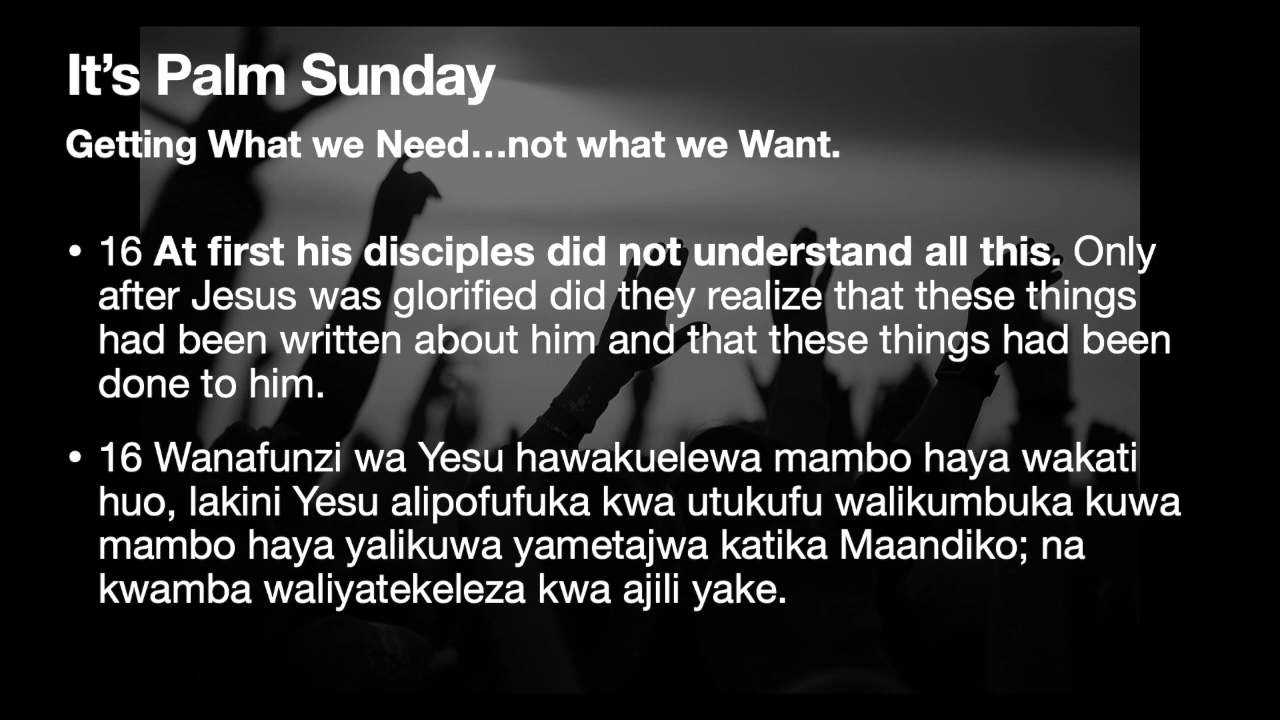 It’s Palm Sunday
Getting What we Need…not what we Want.
• 16 At first his disciples did not understand all this. Only
after Jesus was glorified did they realize that these things
had been written about him and that these things had been
done to him.
• 16 Wanafunzi wa Yesu hawakuelewa mambo haya wakati
huo, lakini Yesu alipofufuka kwa utukufu walikumbuka kuwa
mambo haya yalikuwa yametajwa katika Maandiko; na
kwamba waliyatekeleza kwa ajili yake.